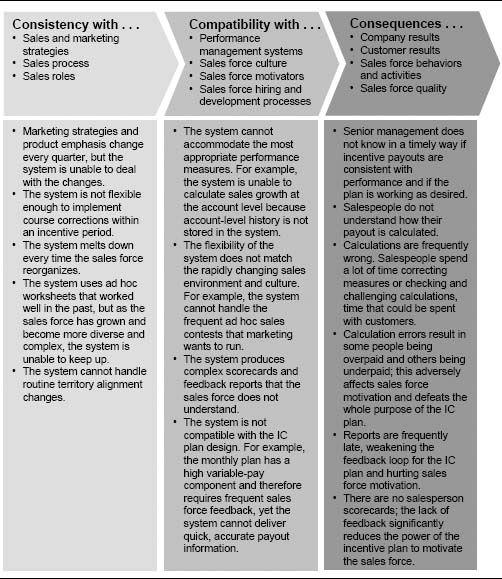 Consistency with . . .
• Sales and marketing
strategies
• Sales process
• Sales roles
Compatibility with . . .
• Performance
management systems
• Sales force culture
• Sales force motivators
• Sales force hiring and
development processes
Consequences . . .
• Company results
• Customer results
• Sales force behaviors
and activities
• Sales force quality
• Marketing strategies and
product emphasis change
every quarter, but the
system is unable to deal
with the changes.
• The system is not flexible
enough to implement
course corrections within
an incentive period.
• The system melts down
every time the sales force
reorganizes.
• The system uses ad hoc
worksheets that worked
well in the past, but as the
sales force has grown and
become more diverse and
complex, the system is
unable to keep up.
• The system cannot handle
routine territory alignment
changes.
• The system cannot
accommodate the most
appropriate performance
measures. For example,
the system is unable to
calculate sales growth at
the account level because
account-level history is not
stored in the system.
• The flexibility of the
system does not match
the rapidly changing sales
environment and culture.
For example, the system
cannot handle the
frequent ad hoc sales
contests that marketing
wants to run.
• The system produces
complex scorecards and
feedback reports that the
sales force does not
understand.
• The system is not
compatible with the IC
plan design. For example,
the monthly plan has a
high variable-pay
component and therefore
requires frequent sales
force feedback, yet the
system cannot deliver
quick, accurate payout
information.
• Senior management does
not know in a timely way if
incentive payouts are
consistent with
performance and if the
plan is working as desired.
• Salespeople do not
understand how their
payout is calculated.
• Calculations are frequently
wrong. Salespeople spend
a lot of time correcting
measures or checking and
challenging calculations,
time that could be spent
with customers.
• Calculation errors result in
some people being
overpaid and others being
underpaid; this adversely
affects sales force
motivation and defeats the
whole purpose of the IC
plan.
• Reports are frequently
late, weakening the
feedback loop for the IC
plan and hurting sales
force motivation.
• There are no salesperson
scorecards; the lack of
feedback significantly
reduces the power of the
incentive plan to motivate
the sales force.